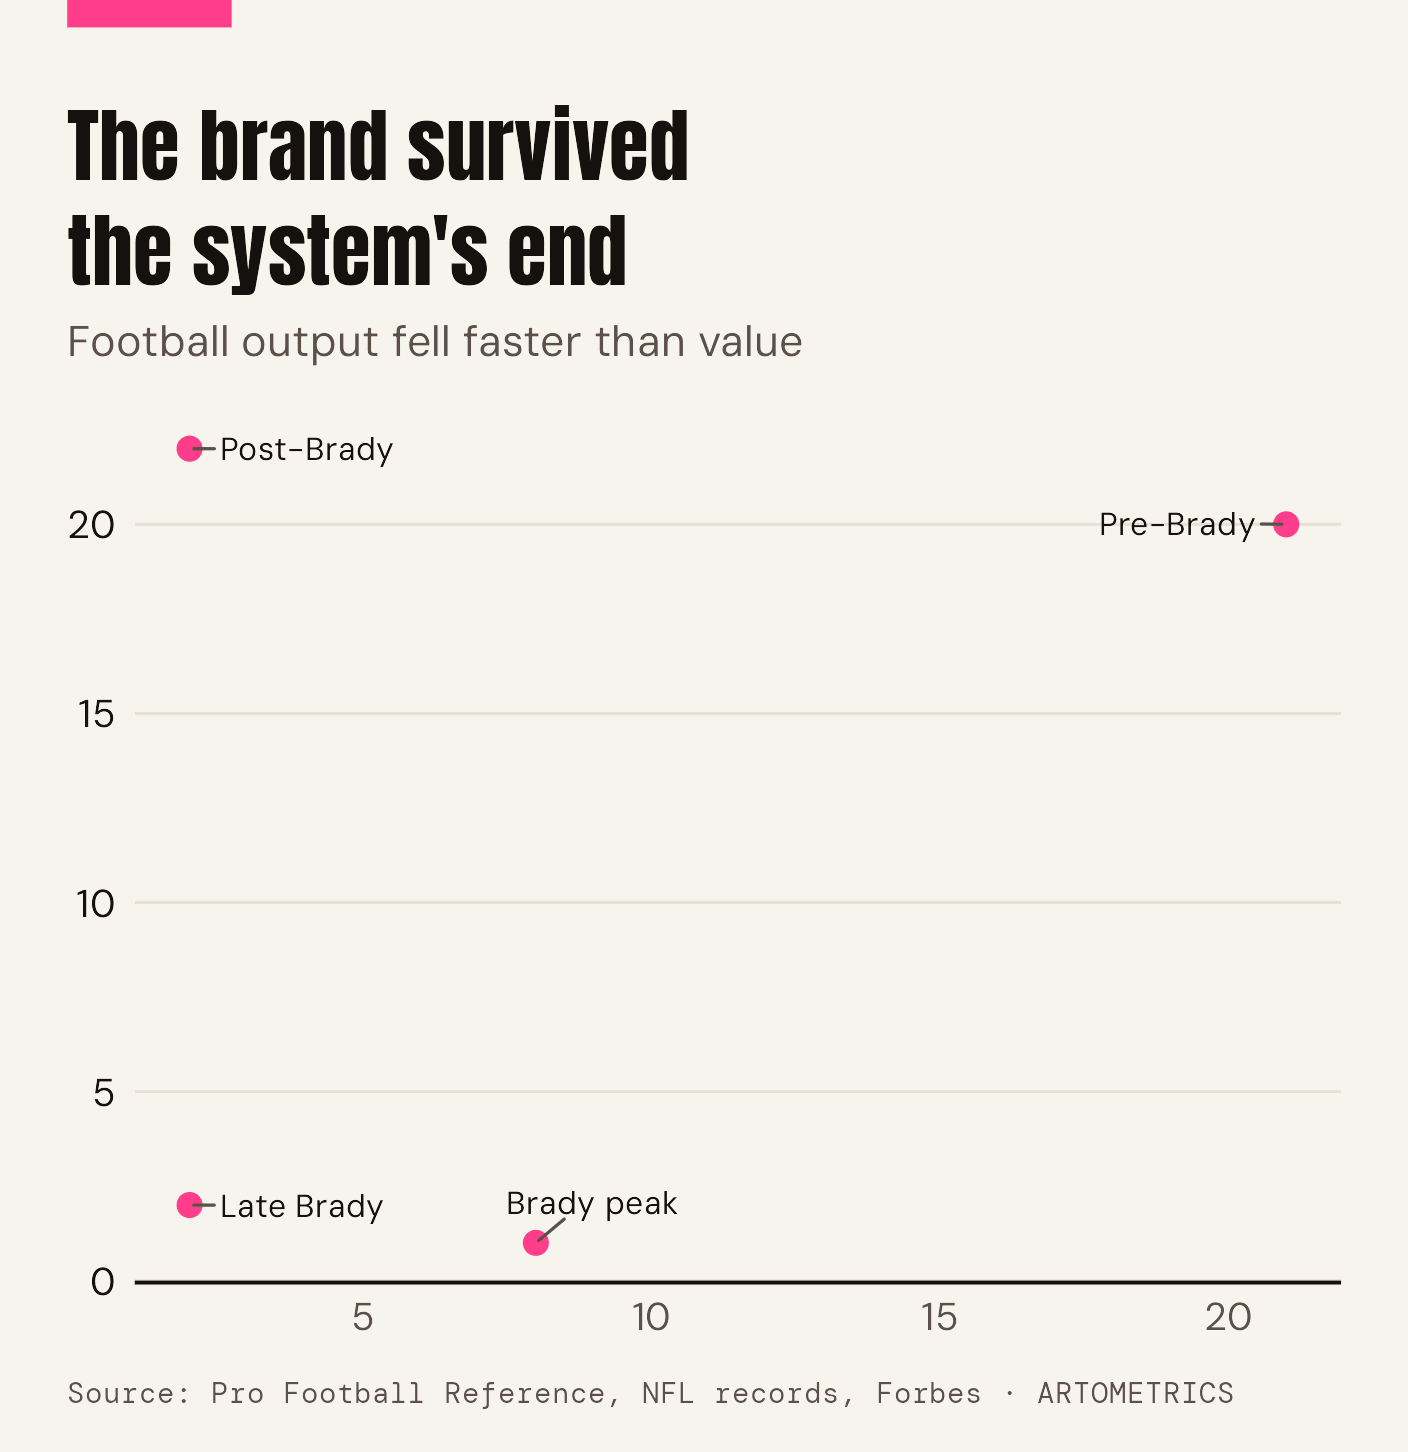 The brand survived
the system's end
Football output fell faster than value
Post-Brady
20
Pre-Brady
15
10
5
Late Brady
Brady peak
0
5 10 15 20
Source: Pro Football Reference, NFL records, Forbes · ARTOMETRICS